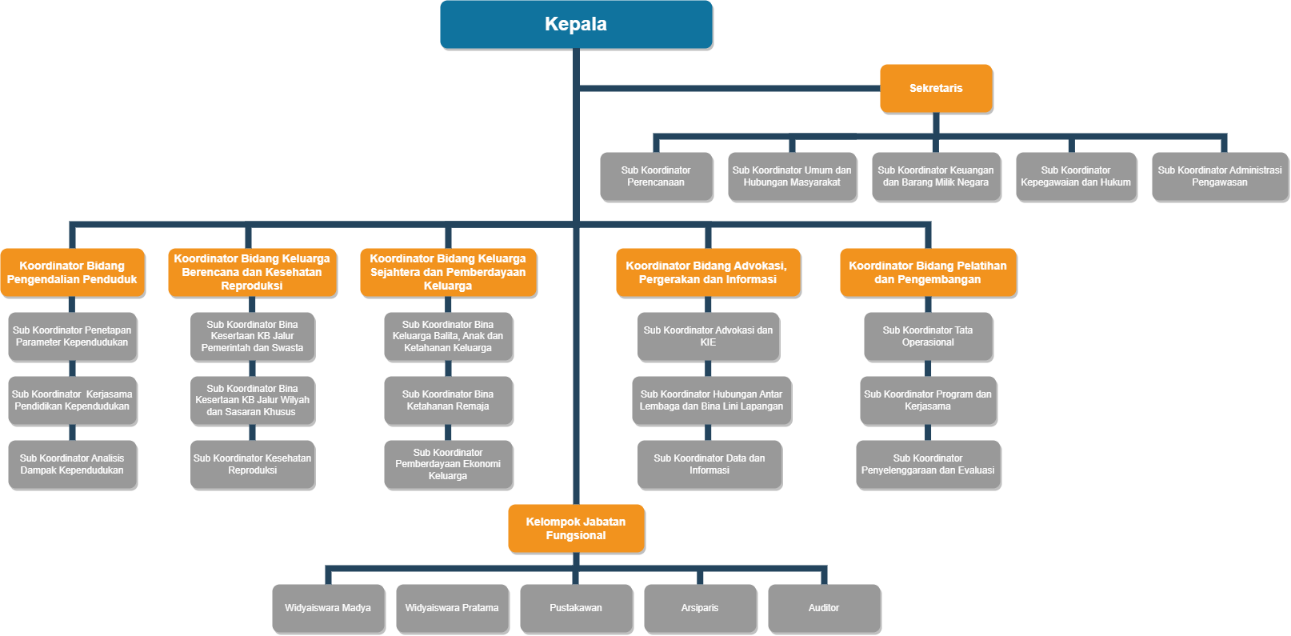 Kepala
Sekretaris
Sub Koordinator
Perencanaan
Sub Koordinator Umum dan
Hubungan Masyarakat
Sub Koordinator Keuangan
dan Barang Milik Negara
Sub Koordinator
Kepegawaian dan Hukum
Sub Koordinator Administrasi
Pengawasan
Koordinator Bidang
Pengendalian Penduduk
Koordinator Bidang Keluarga
Berencana dan Kesehatan
Reproduksi
Koordinator Bidang Keluarga
Sejahtera dan Pemberdayaan
Keluarga
Koordinator Bidang Advokasi,
Pergerakan dan Informasi
Koordinator Bidang Pelatihan
dan Pengembangan
Sub Koordinator Penetapan
Parameter Kependudukan
Sub Koordinator Bina
Kesertaan KB Jalur
Pemerintah dan Swasta
Sub Koordinator Bina
Keluarga Balita, Anak dan
Ketahanan Keluarga
Sub Koordinator Advokasi dan
KIE
Sub Koordinator Tata
Operasional
Sub Koordinator  Kerjasama
Pendidikan Kependudukan
Sub Koordinator Bina
Kesertaan KB Jalur Wilyah
dan Sasaran Khusus
Sub Koordinator Bina
Ketahanan Remaja
Sub Koordinator Hubungan Antar
Lembaga dan Bina Lini Lapangan
Sub Koordinator Program dan
Kerjasama
Sub Koordinator Analisis
Dampak Kependudukan
Sub Koordinator Kesehatan
Reproduksi
Sub Koordinator
Pemberdayaan Ekonomi
Keluarga
Sub Koordinator Data dan
Informasi
Sub Koordinator
Penyelenggaraan dan Evaluasi
Kelompok Jabatan
Fungsional
Widyaiswara Madya
Widyaiswara Pratama
Pustakawan
Arsiparis
Auditor